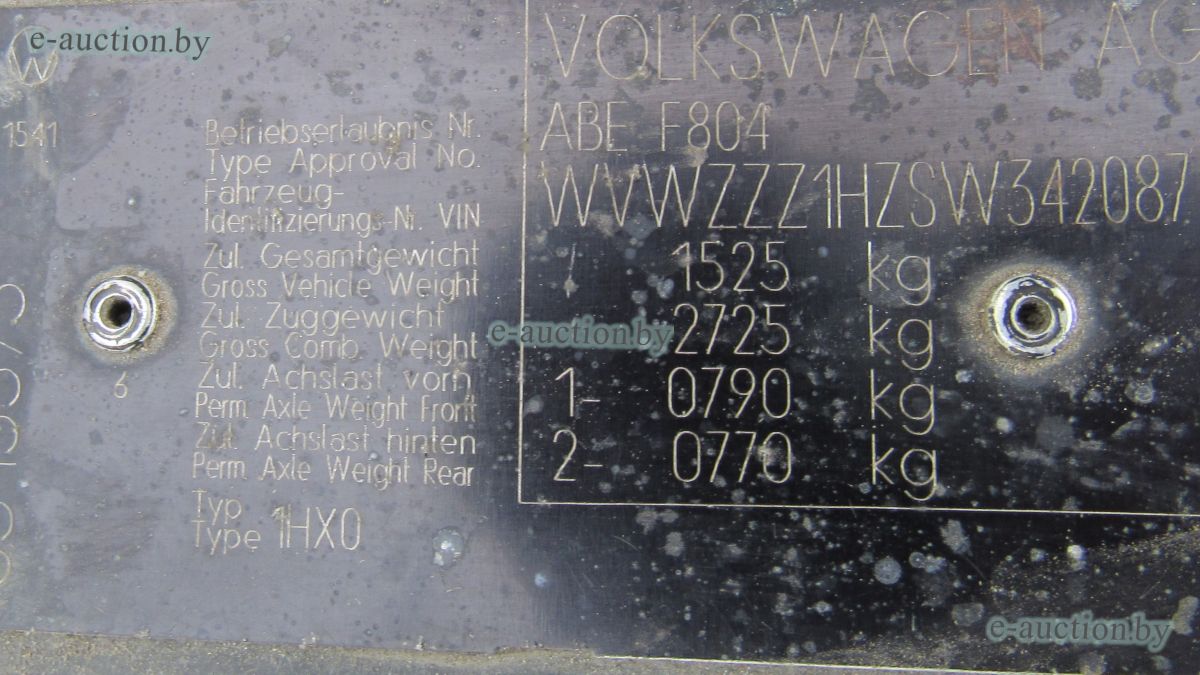 e-auction.by
1541
VOLKSWAGEN AG
Betriebserlaubnis Nr.
Type Approval No.
ABE F804
Fahrzeug-
Identifizierungs-Nr. VIN
WVWZZZ1HZSW342087
Zul. Gesamtgewicht
Gross Vehicle Weight
1525 kg
Zul. Zuggewicht
Gross Comb. Weight
e-auction.by
2725 kg
6
Zul. Achslast vorn
Perm. Axle Weight Front
1- 0790 kg
Zul. Achslast hinten
Perm. Axle Weight Rear
2- 0770 kg
Typ
Type 1HX0
e-auction.by